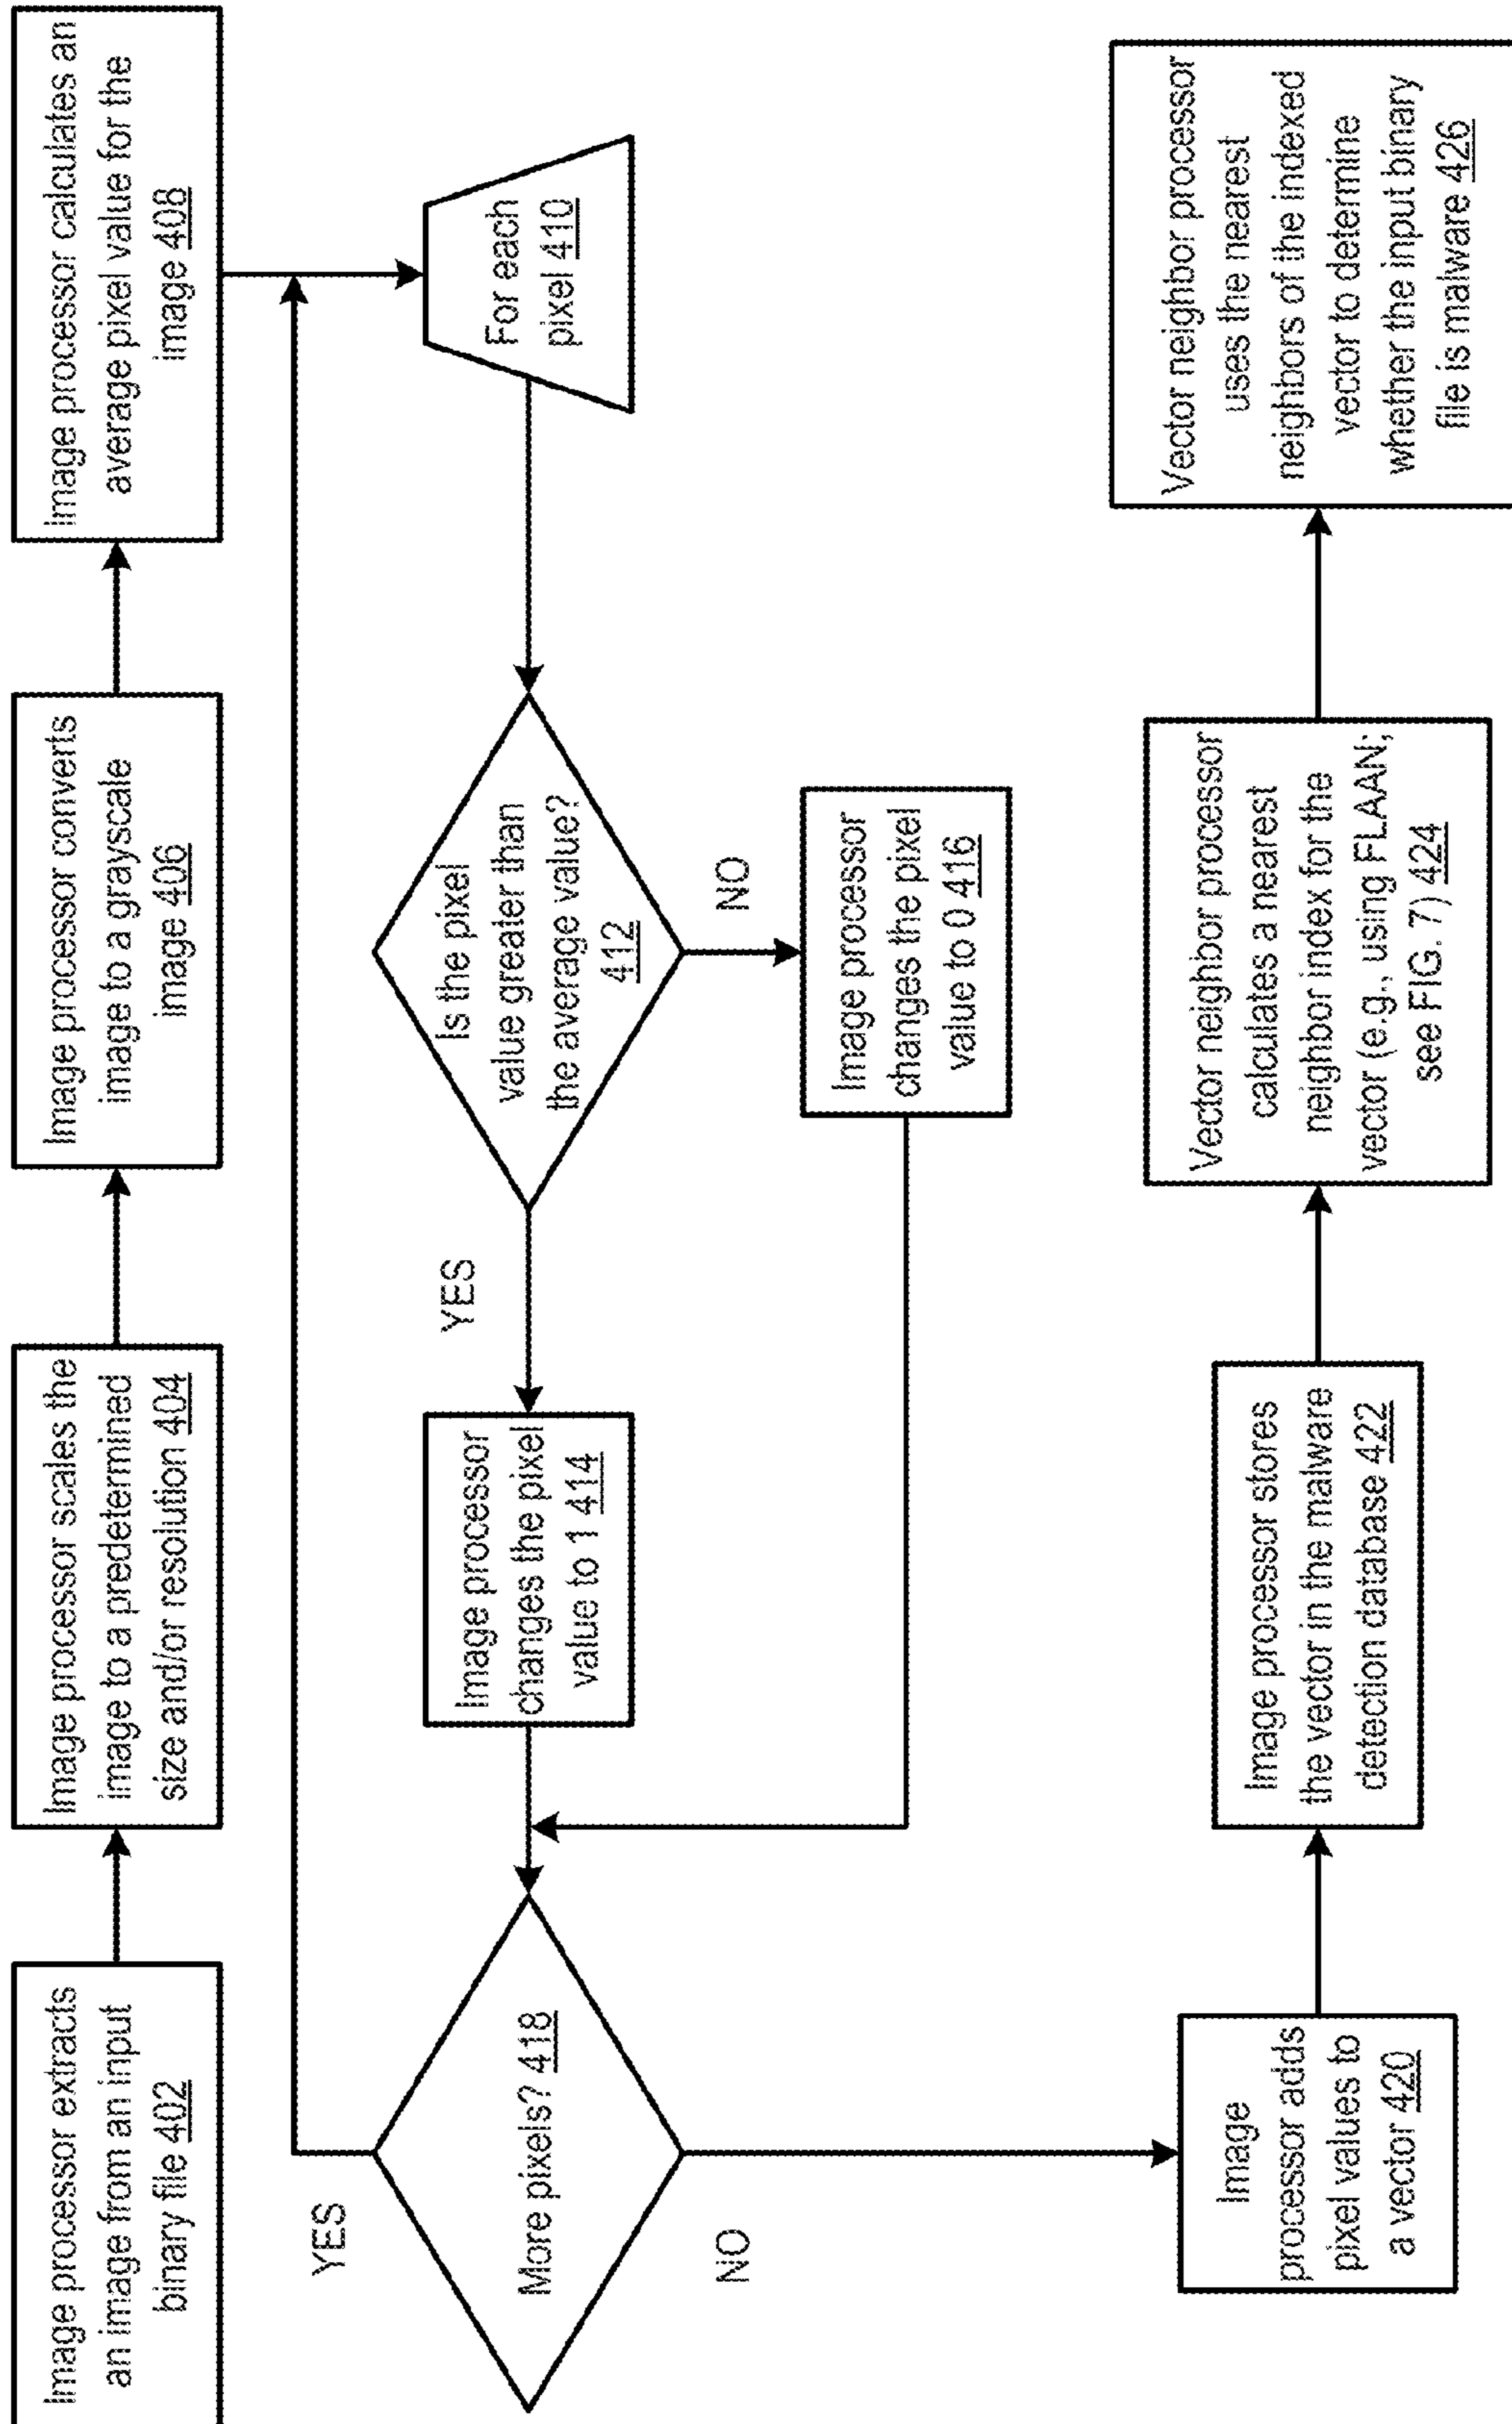 Image processor extracts
an image from an input
binary file 402
Image processor scales the
image to a predetermined
size and/or resolution 404
Image processor converts
image to a grayscale
image 406
Image processor calculates an
average pixel value for the
image 408
For each
pixel 410
Is the pixel
value greater than
the average value?
412
YES
NO
Image processor
changes the pixel
value to 1 414
Image processor
changes the pixel
value to 0 416
More pixels? 418
YES
NO
Image
processor adds
pixel values to
a vector 420
Image processor stores
the vector in the malware
detection database 422
Vector neighbor processor
calculates a nearest
neighbor index for the
vector (e.g., using FLAAN;
see FIG. 7) 424
Vector neighbor processor
uses the nearest
neighbors of the indexed
vector to determine
whether the input binary
file is malware 426